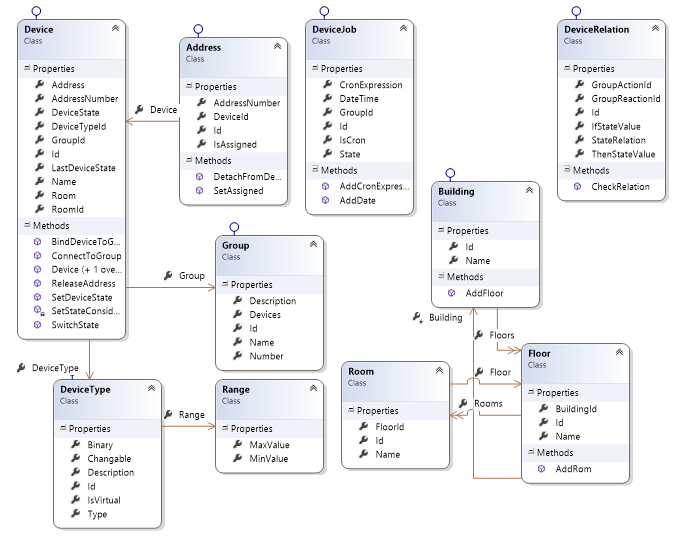 Device
Class
Properties
Address
AddressNumber
DeviceState
DeviceTypeId
GroupId
Id
LastDeviceState
Name
Room
RoomId
Methods
BindDeviceToG...
ConnectToGroup
Device (+ 1 ove...
ReleaseAddress
SetDeviceState
SetStateConsid...
SwitchState
Device
Address
Class
Properties
AddressNumber
DeviceId
Id
IsAssigned
Methods
DetachFromDe...
SetAssigned
DeviceJob
Class
Properties
CronExpression
DateTime
GroupId
Id
IsCron
State
Methods
AddCronExpres...
AddDate
DeviceRelation
Class
Properties
GroupActionId
GroupReactionId
Id
IfStateValue
StateRelation
ThenStateValue
Methods
CheckRelation
Building
Class
Properties
Id
Name
Methods
AddFloor
Group
Group
Class
Properties
Description
Devices
Id
Name
Number
Building
Floors
Floor
Rooms
DeviceType
DeviceType
Class
Properties
Binary
Changable
Description
Id
IsVirtual
Type
Range
Range
Class
Properties
MaxValue
MinValue
Room
Class
Properties
FloorId
Id
Name
Floor
Class
Properties
BuildingId
Id
Name
Methods
AddRom